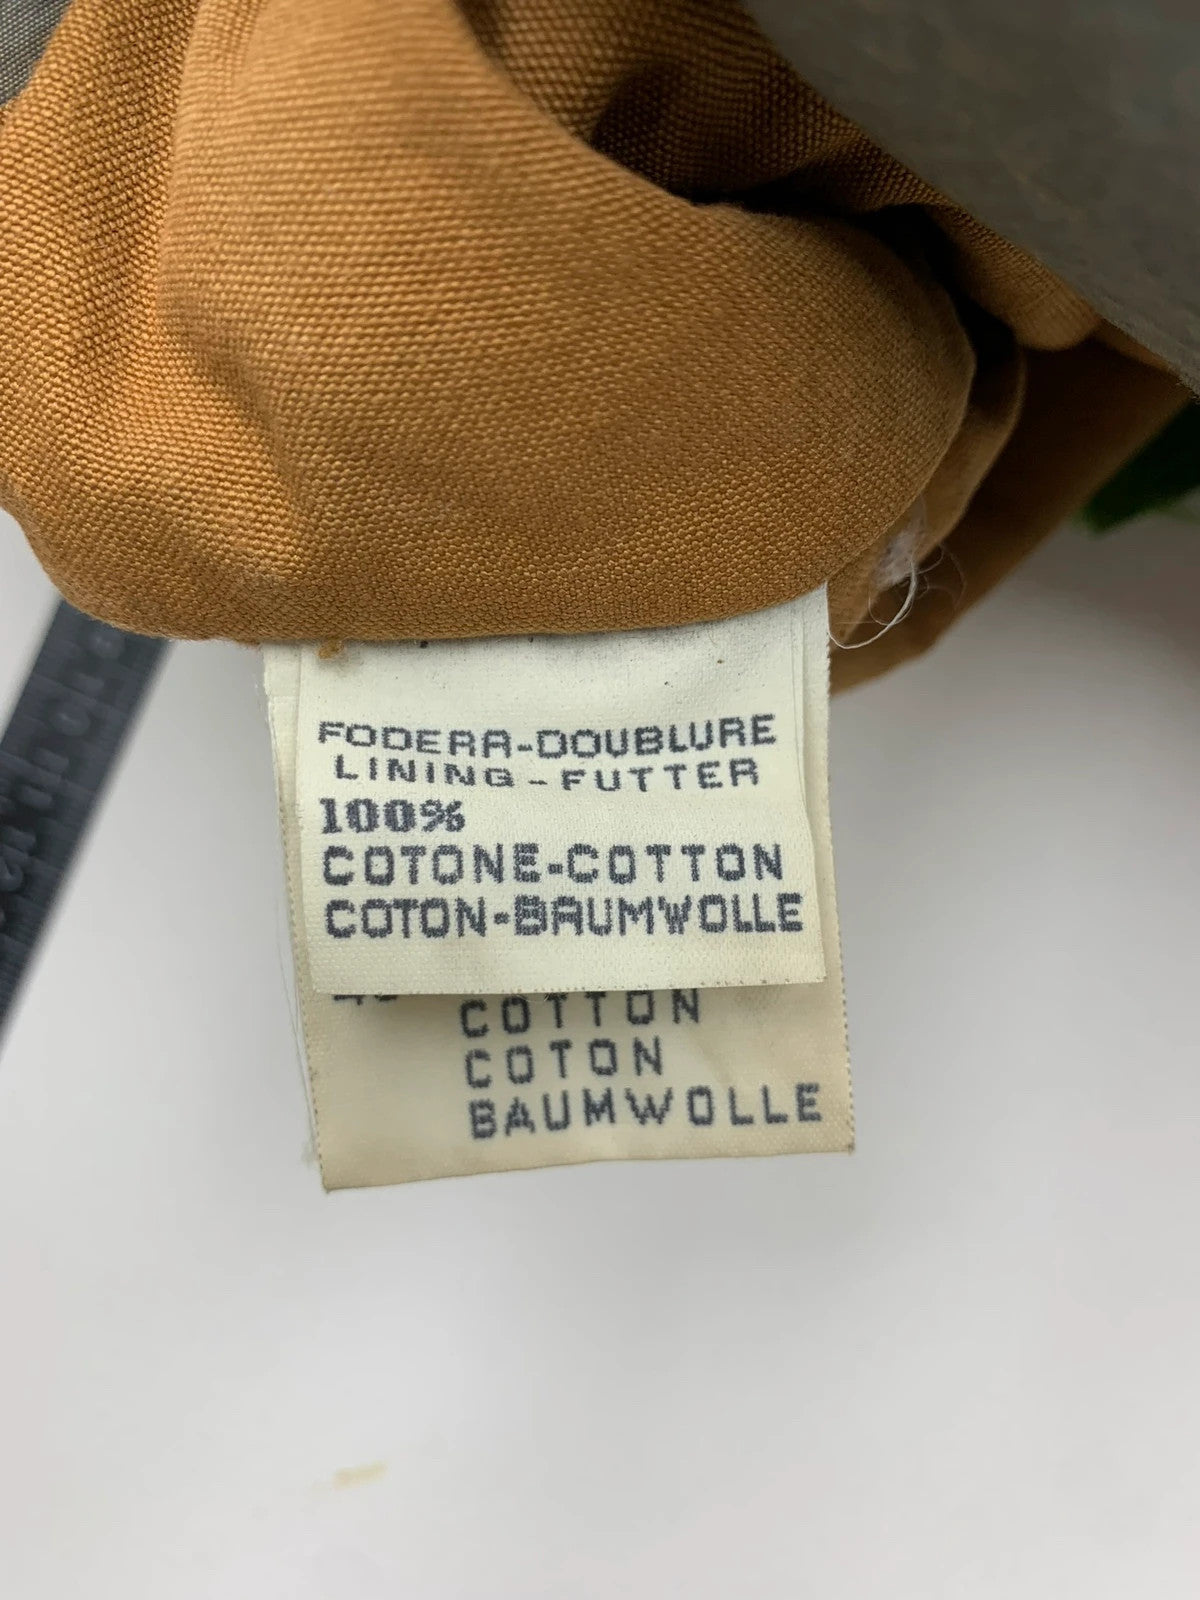 FODERA-DOUBLURE
LINING-FUTTER
100%
COTONE-COTTON
COTON-BAUMWOLLE
COTTON
COTON
BAUMWOLLE